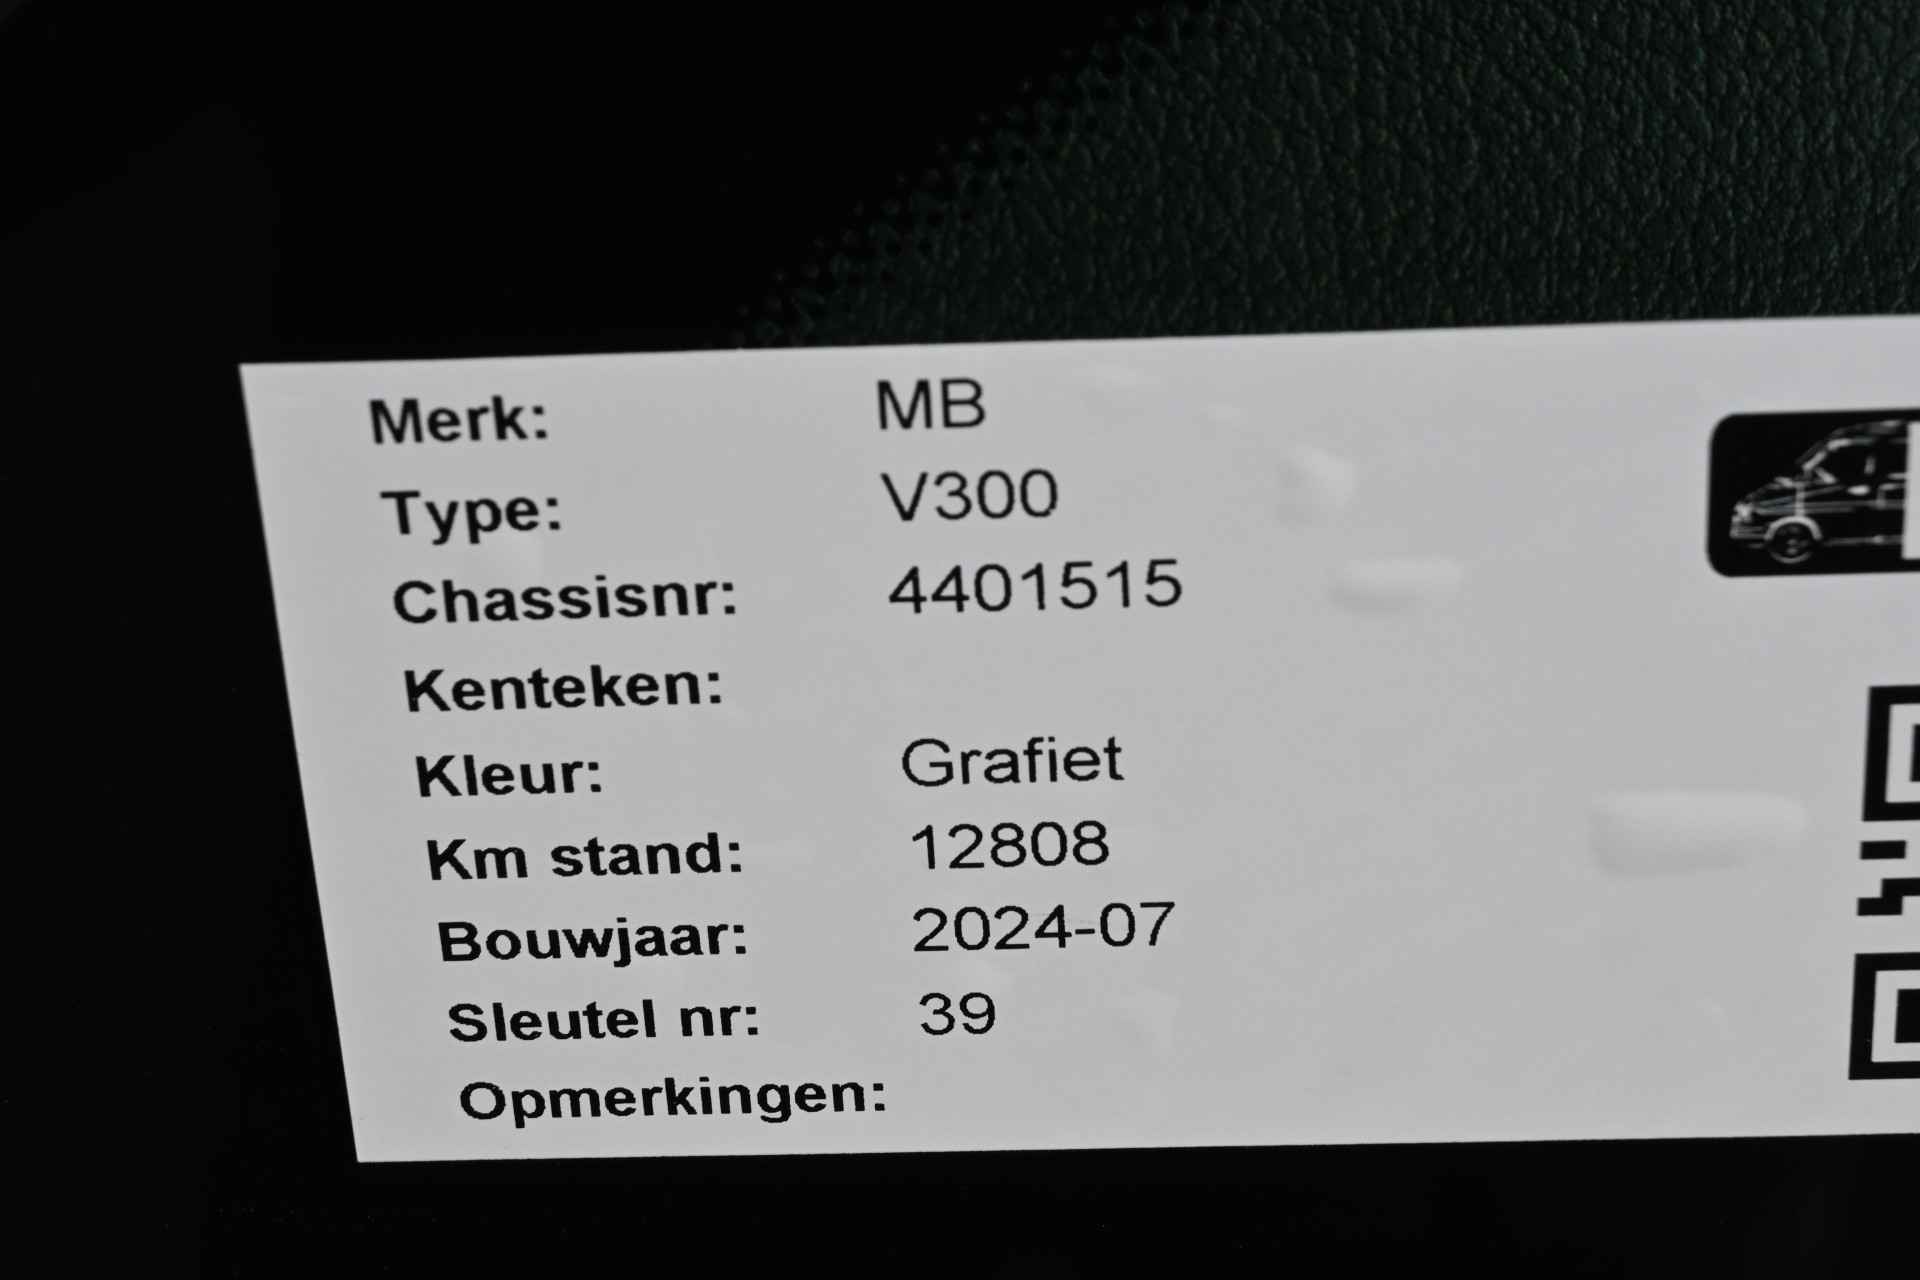 Merk: MB
Type: V300
Chassisnr: 4401515
Kenteken:
Kleur: Grafiet
Km stand: 12808
Bouwjaar: 2024-07
Sleutel nr: 39
Opmerkingen: